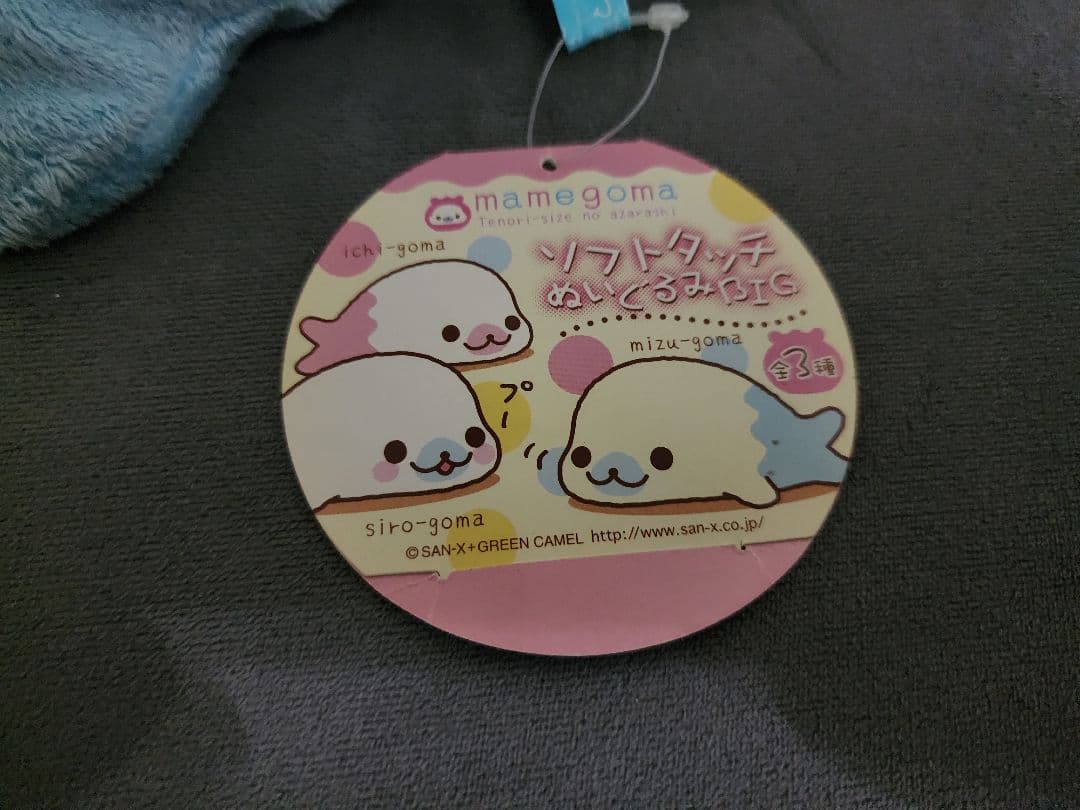 mamegoma
Tenori-size no azarashi
ichi-goma
ソフトタッチ
ぬいぐるみBIG
mizu-goma
全3種
プー
siro-goma
©SAN-X+GREEN CAMEL http://www.san-x.co.jp/